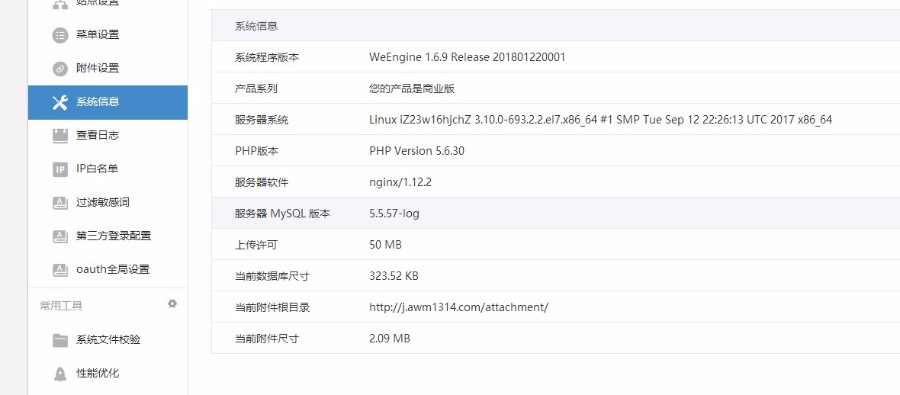 站点设置
菜单设置
附件设置
系统信息
查看日志
IP白名单
过滤敏感词
第三方登录配置
oauth全局设置
常用工具
系统文件校验
性能优化
系统信息
系统程序版本 WeEngine 1.6.9 Release 201801220001
产品系列 您的产品是商业版
服务器系统 Linux iZ23w16hjchZ 3.10.0-693.2.2.el7.x86_64 #1 SMP Tue Sep 12 22:26:13 UTC 2017 x86_64
PHP版本 PHP Version 5.6.30
服务器软件 nginx/1.12.2
服务器 MySQL 版本 5.5.57-log
上传许可 50 MB
当前数据库尺寸 323.52 KB
当前附件根目录 http://j.awm1314.com/attachment/
当前附件尺寸 2.09 MB